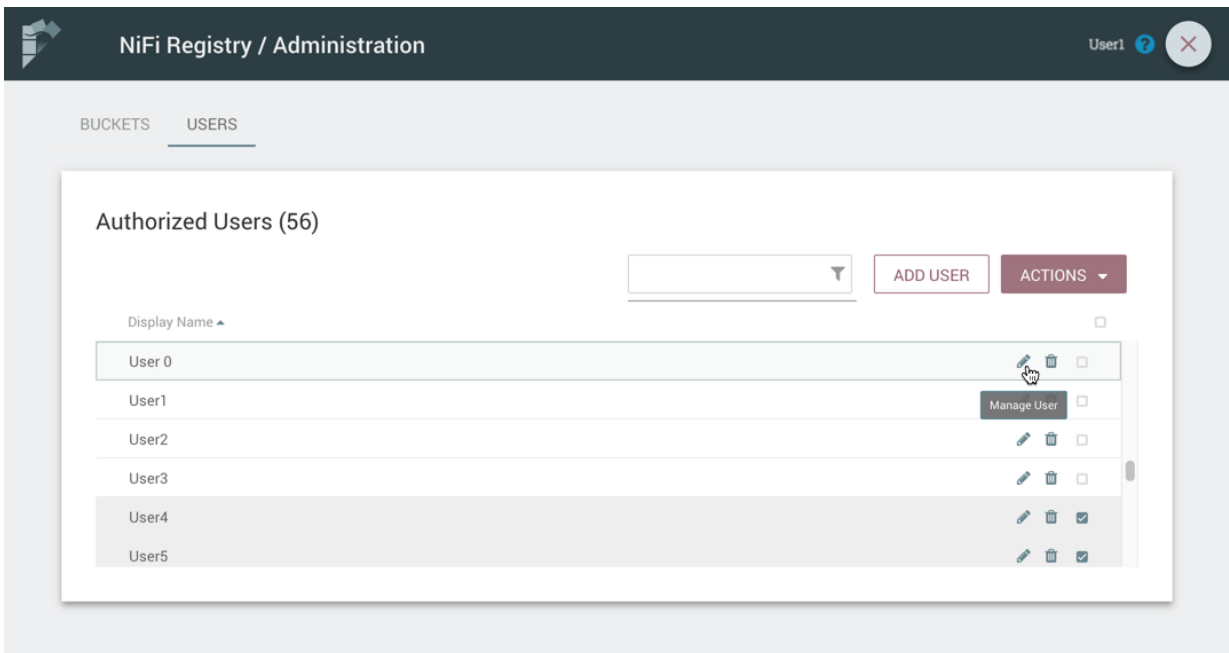 NiFi Registry / Administration
User1
BUCKETS USERS
Authorized Users (56)
ADD USER ACTIONS
Display Name
User 0
User1
Manage User
User2
User3
User4
User5